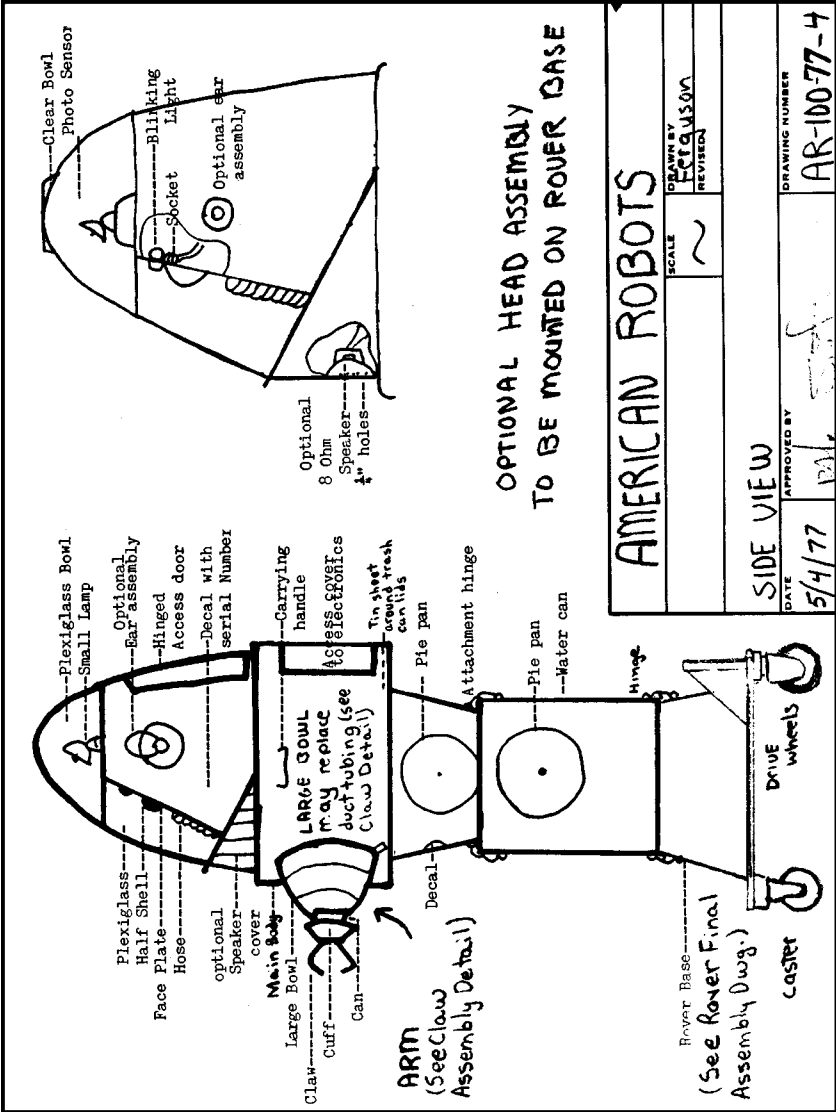 Plexiglass Bowl
Small Lamp
Optional
Ear assembly
Hinged
Access door
Decal with
serial Number
Carrying
handle
Access cover
to electronics
Tin sheet
around trash
can lids
Pie pan
Attachment hinge
Pie pan
Water can
Hinge
DRIVE
wheels
caster
Plexiglass
Half Shell
Face Plate
Hose
optional
Speaker
cover
Main Body
Large Bowl
Claw
Cuff
Can
LARGE BOWL
may replace
duct tubing (see
Claw Detail)
ARM
(See Claw
Assembly Detail)
Decal
Rover Base
(See Rover Final
Assembly Dwg.)
Clear Bowl
Photo Sensor
Blinking
Light
Socket
Optional ear
assembly
Optional
8 Ohm
Speaker
¼" holes
OPTIONAL HEAD ASSEMBLY
TO BE MOUNTED ON ROVER BASE
AMERICAN ROBOTS
SCALE
~
DRAWN BY
Ferguson
REVISED
SIDE VIEW
DATE
5/4/77
APPROVED BY
DRAWING NUMBER
AR-100-77-4